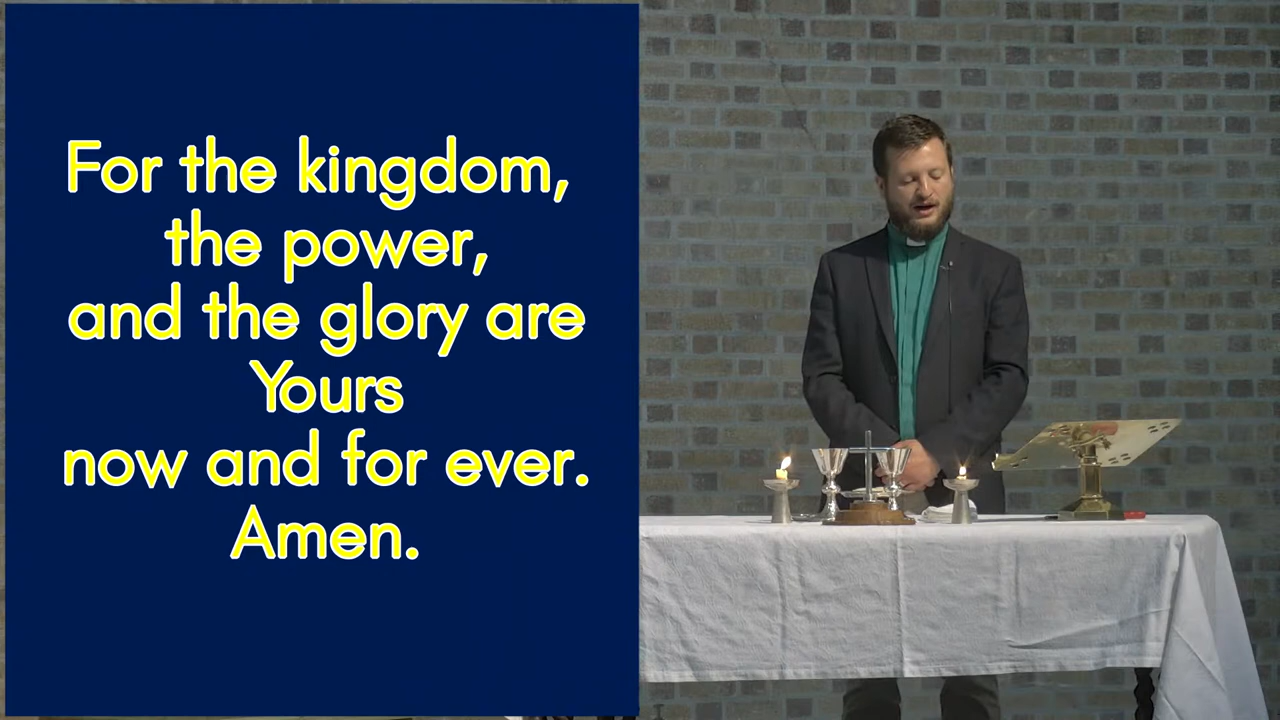 For the kingdom,
the power,
and the glory are
Yours
now and for ever.
Amen.